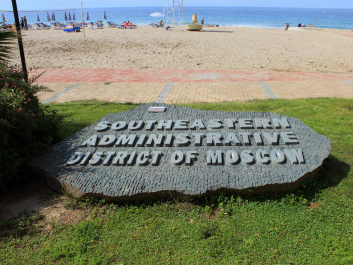 SOUTHEASTERN
ADMINISTRATIVE
DISTRICT OF MOSCOW